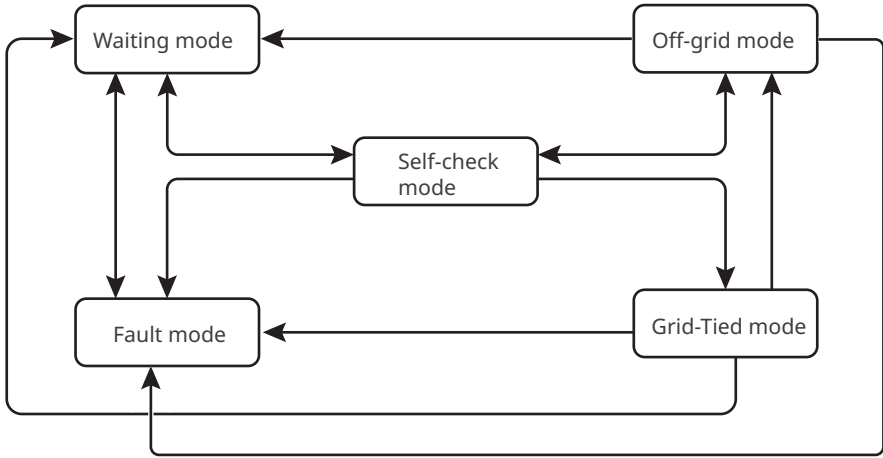 Waiting mode
Off-grid mode
Self-check
mode
Fault mode
Grid-Tied mode